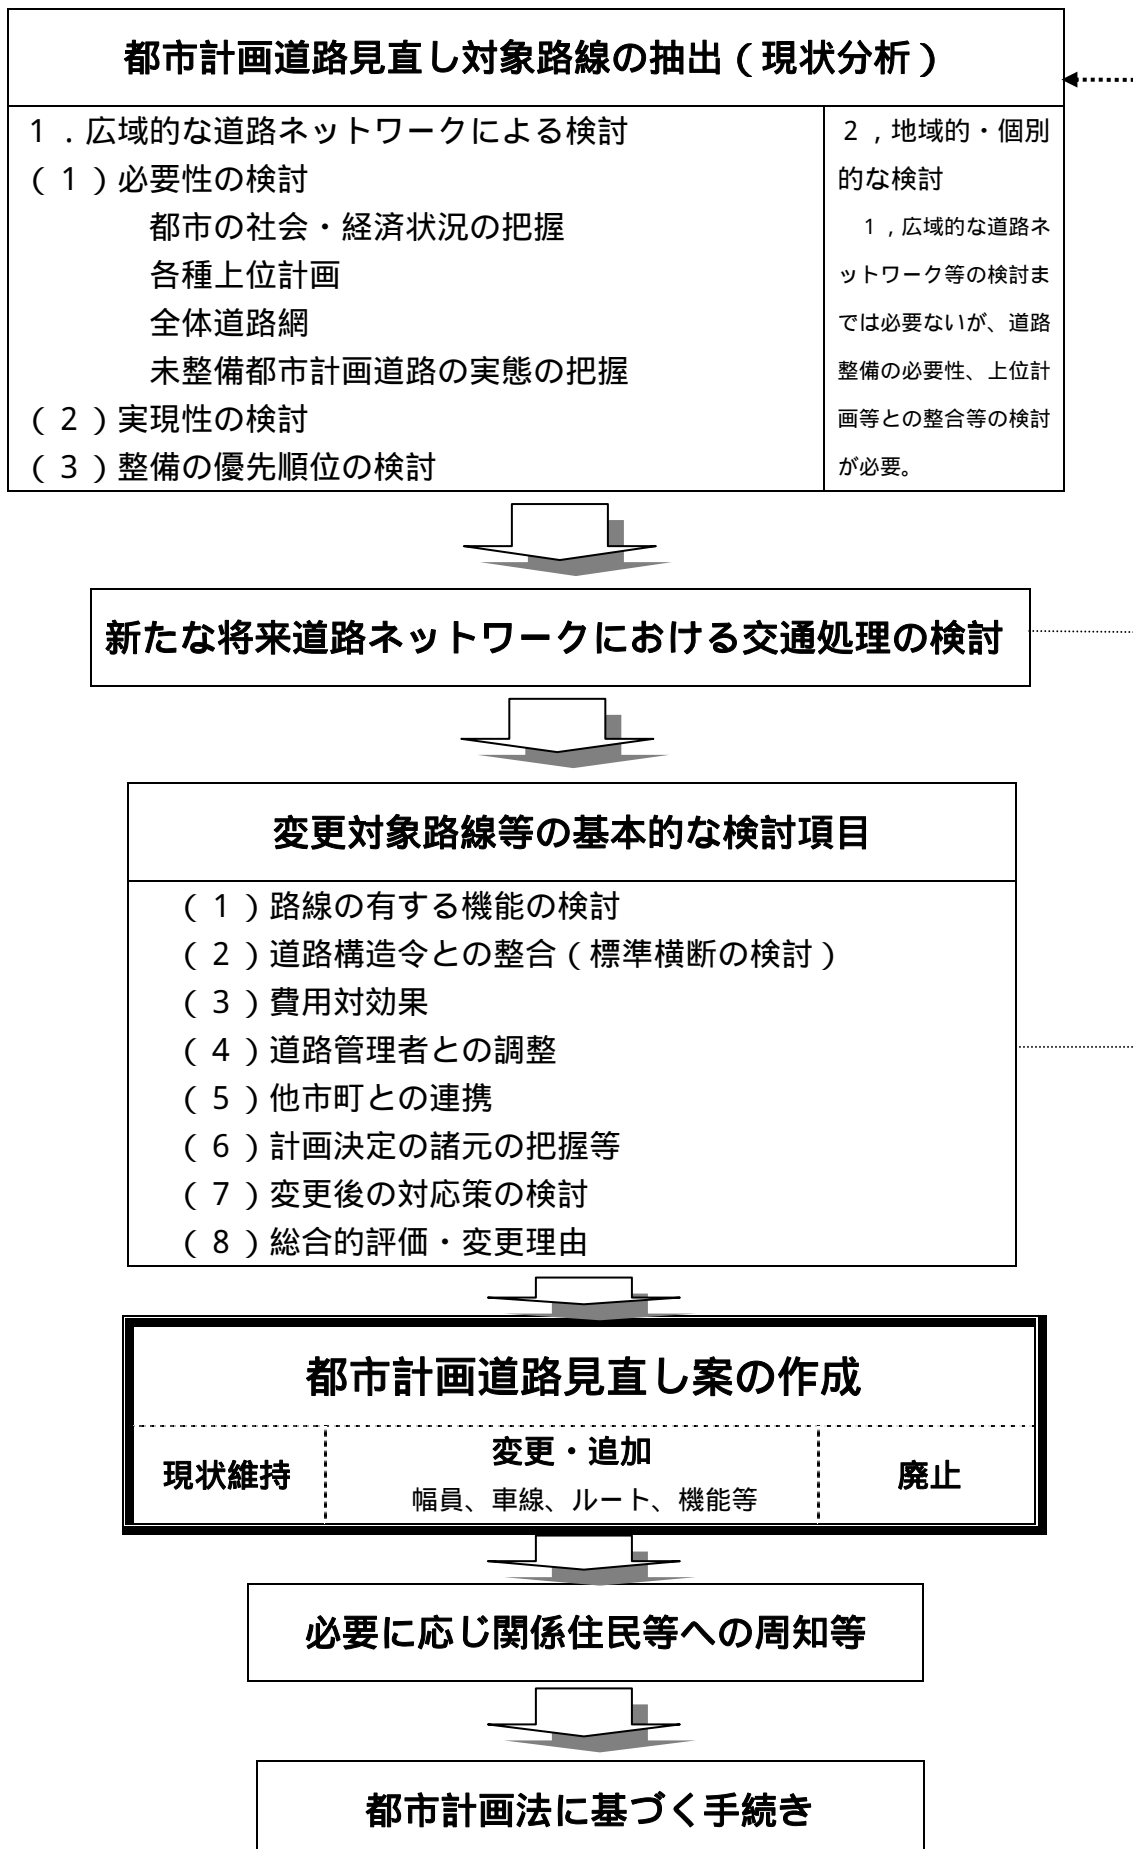 都市計画道路見直し対象路線の抽出（現状分析）
１．広域的な道路ネットワークによる検討
（１）必要性の検討
都市の社会・経済状況の把握
各種上位計画
全体道路網
未整備都市計画道路の実態の把握
（２）実現性の検討
（３）整備の優先順位の検討
２，地域的・個別
的な検討
１，広域的な道路ネ
ットワーク等の検討ま
では必要ないが、道路
整備の必要性、上位計
画等との整合等の検討
が必要。
新たな将来道路ネットワークにおける交通処理の検討
変更対象路線等の基本的な検討項目
（１）路線の有する機能の検討
（２）道路構造令との整合（標準横断の検討）
（３）費用対効果
（４）道路管理者との調整
（５）他市町との連携
（６）計画決定の諸元の把握等
（７）変更後の対応策の検討
（８）総合的評価・変更理由
都市計画道路見直し案の作成
現状維持
変更・追加
幅員、車線、ルート、機能等
廃止
必要に応じ関係住民等への周知等
都市計画法に基づく手続き